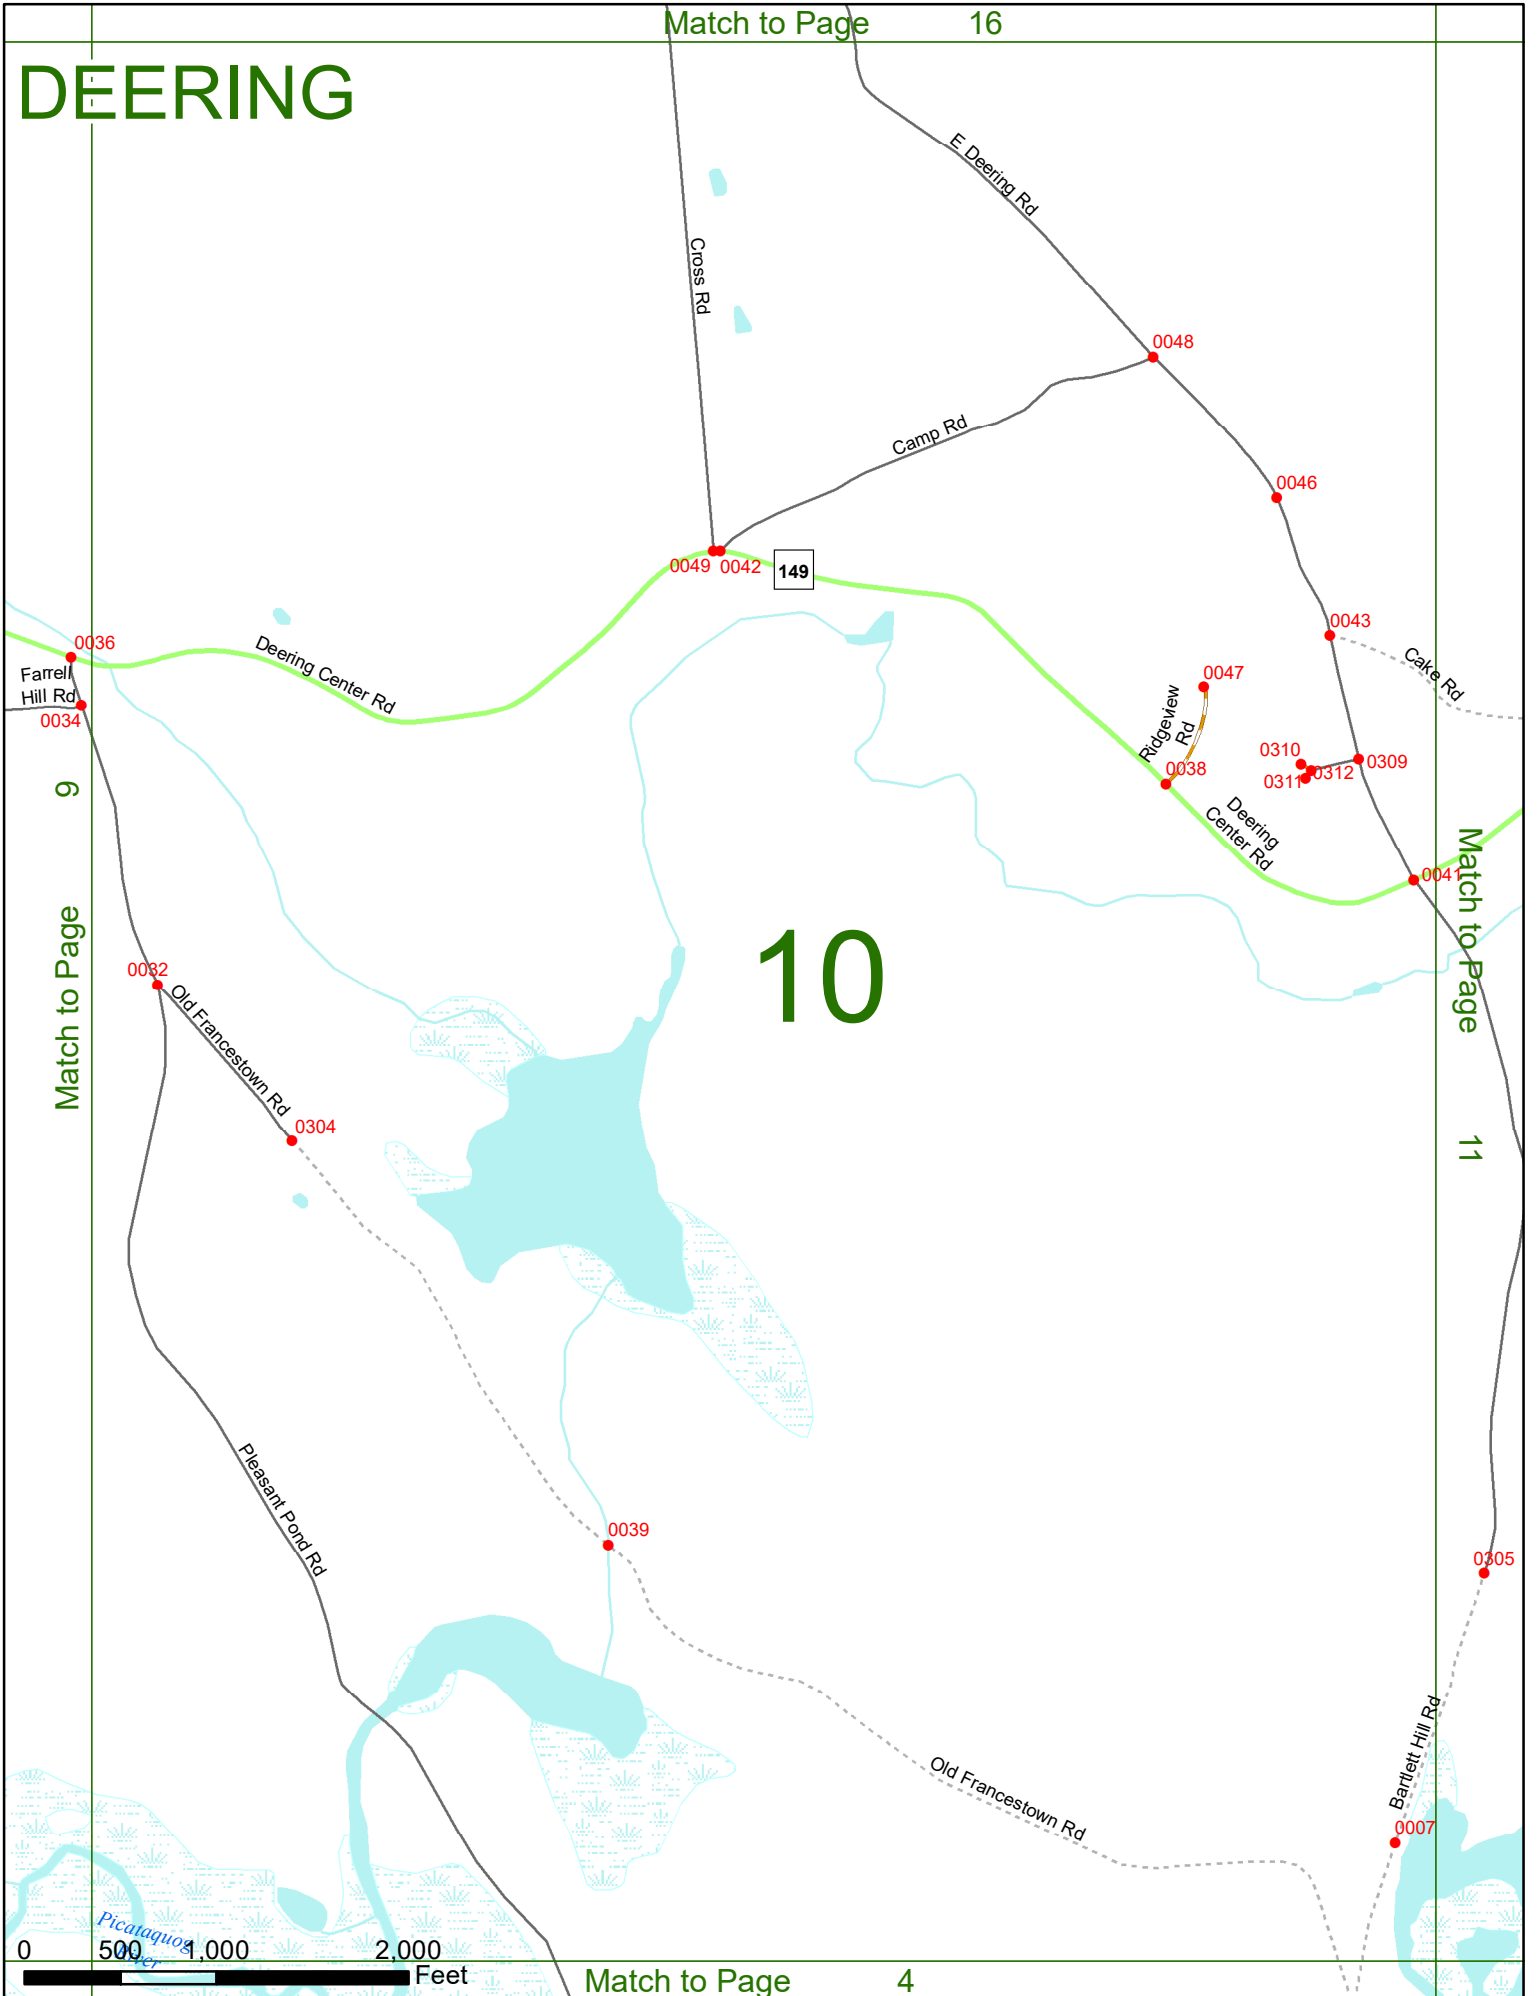 Match to Page 16
DEERING
E Deering Rd
Cross Rd
0048
Camp Rd
0046
0049
0042
149
0043
0036
Farrell
Hill Rd
0034
Deering Center Rd
Cake Rd
0047
Ridgeview
Rd
0038
0310
0311
0312
0309
Deering
Center Rd
0041
Match to Page 9
Match to Page 11
10
0032
Old Francestown Rd
0304
Pleasant Pond Rd
0039
0305
Old Francestown Rd
Bartlett Hill Rd
0007
Picataquog
River
0 500 1,000 2,000
Feet
Match to Page 4